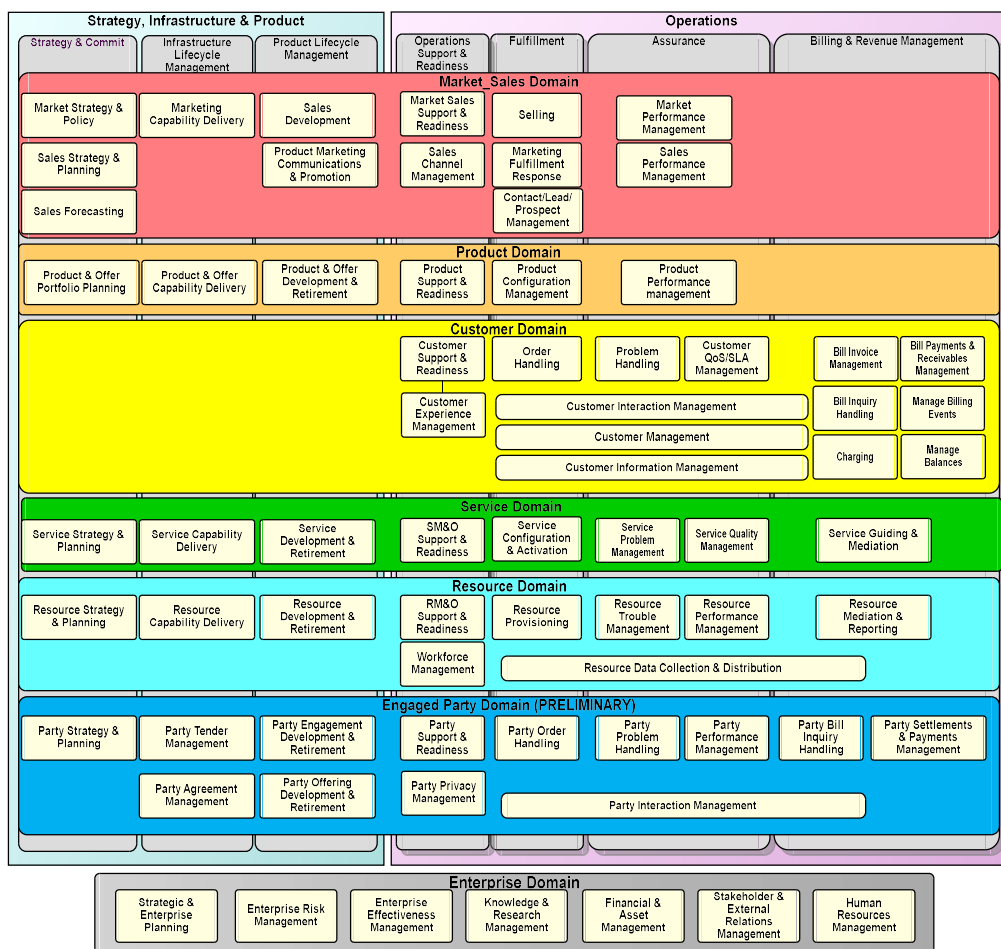 Strategy, Infrastructure & Product
Operations
Strategy & Commit
Infrastructure
Lifecycle
Management
Product Lifecycle
Management
Operations
Support &
Readiness
Fulfillment
Assurance
Billing & Revenue Management
Market_Sales Domain
Market Strategy &
Policy
Marketing
Capability Delivery
Sales
Development
Market Sales
Support &
Readiness
Selling
Market
Performance
Management
Sales Strategy &
Planning
Product Marketing
Communications
& Promotion
Sales
Channel
Management
Marketing
Fulfillment
Response
Sales
Performance
Management
Sales Forecasting
Contact/Lead/
Prospect
Management
Product Domain
Product & Offer
Portfolio Planning
Product & Offer
Capability Delivery
Product & Offer
Development &
Retirement
Product
Support &
Readiness
Product
Configuration
Management
Product
Performance
management
Customer Domain
Customer
Support &
Readiness
Order
Handling
Problem
Handling
Customer
QoS/SLA
Management
Bill Invoice
Management
Bill Payments &
Receivables
Management
Customer
Experience
Management
Customer Interaction Management
Bill Inquiry
Handling
Manage Billing
Events
Customer Management
Customer Information Management
Charging
Manage
Balances
Service Domain
Service Strategy &
Planning
Service Capability
Delivery
Service
Development &
Retirement
SM&O
Support &
Readiness
Service
Configuration
& Activation
Service
Problem
Management
Service Quality
Management
Service Guiding &
Mediation
Resource Domain
Resource Strategy
& Planning
Resource
Capability Delivery
Resource
Development &
Retirement
RM&O
Support &
Readiness
Resource
Provisioning
Resource
Trouble
Management
Resource
Performance
Management
Resource
Mediation &
Reporting
Workforce
Management
Resource Data Collection & Distribution
Engaged Party Domain (PRELIMINARY)
Party Strategy &
Planning
Party Tender
Management
Party Engagement
Development &
Retirement
Party
Support &
Readiness
Party Order
Handling
Party
Problem
Handling
Party
Performance
Management
Party Bill
Inquiry
Handling
Party Settlements
& Payments
Management
Party Agreement
Management
Party Offering
Development &
Retirement
Party Privacy
Management
Party Interaction Management
Enterprise Domain
Strategic &
Enterprise
Planning
Enterprise Risk
Management
Enterprise
Effectiveness
Management
Knowledge &
Research
Management
Financial &
Asset
Management
Stakeholder &
External
Relations
Management
Human
Resources
Management